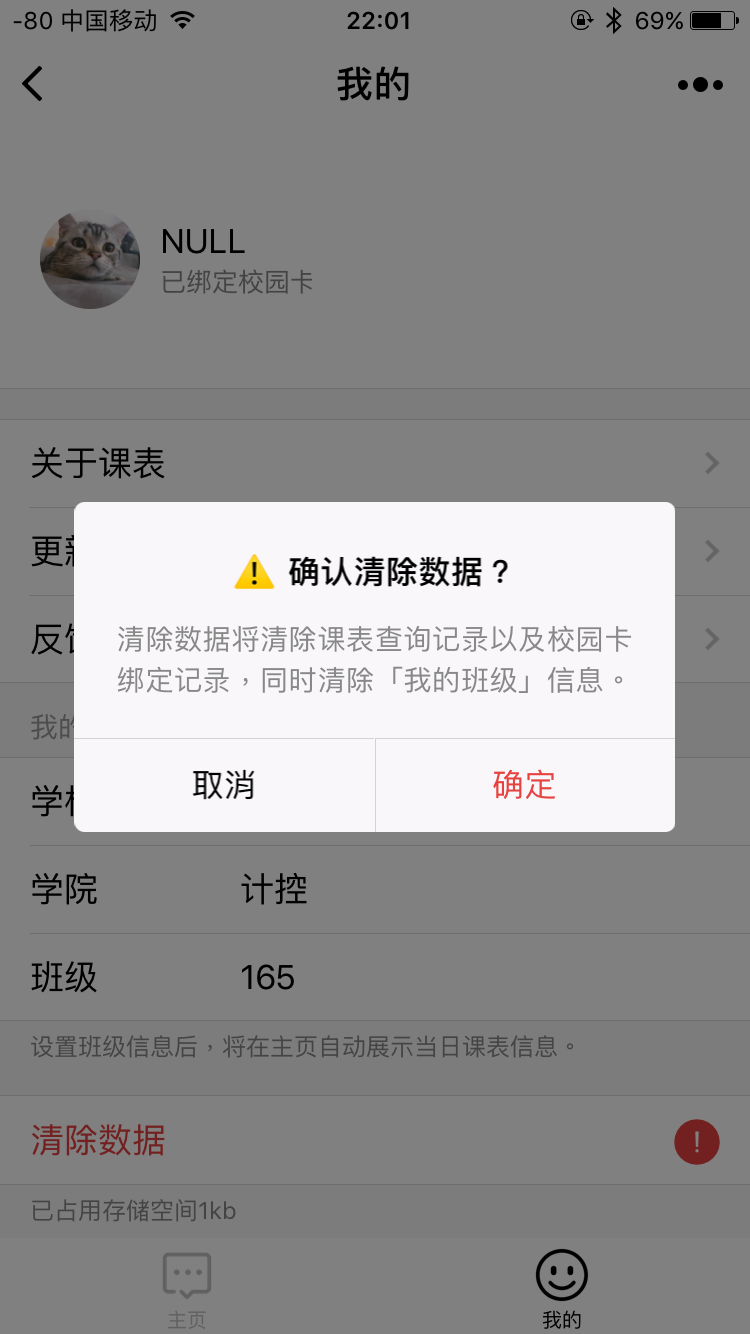 -80 中国移动 22:01 69%
我的
NULL
已绑定校园卡
关于课表
更新
反馈
⚠️ 确认清除数据？
清除数据将清除课表查询记录以及校园卡
绑定记录，同时清除「我的班级」信息。
取消 确定
我的
学校
学院 计控
班级 165
设置班级信息后，将在主页自动展示当日课表信息。
清除数据 !
已占用存储空间1kb
主页 我的